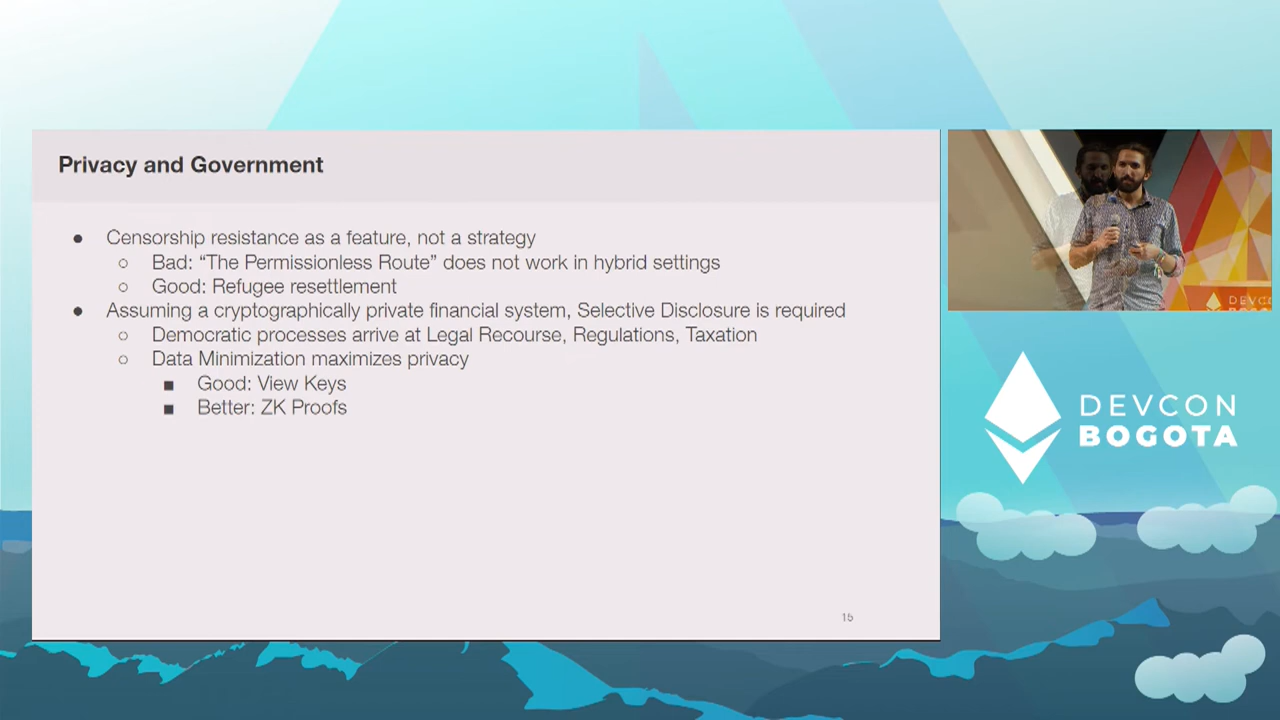 Privacy and Government
● Censorship resistance as a feature, not a strategy
○ Bad: “The Permissionless Route” does not work in hybrid settings
○ Good: Refugee resettlement
● Assuming a cryptographically private financial system, Selective Disclosure is required
○ Democratic processes arrive at Legal Recourse, Regulations, Taxation
○ Data Minimization maximizes privacy
■ Good: View Keys
■ Better: ZK Proofs
15
DEVCON
BOGOTA